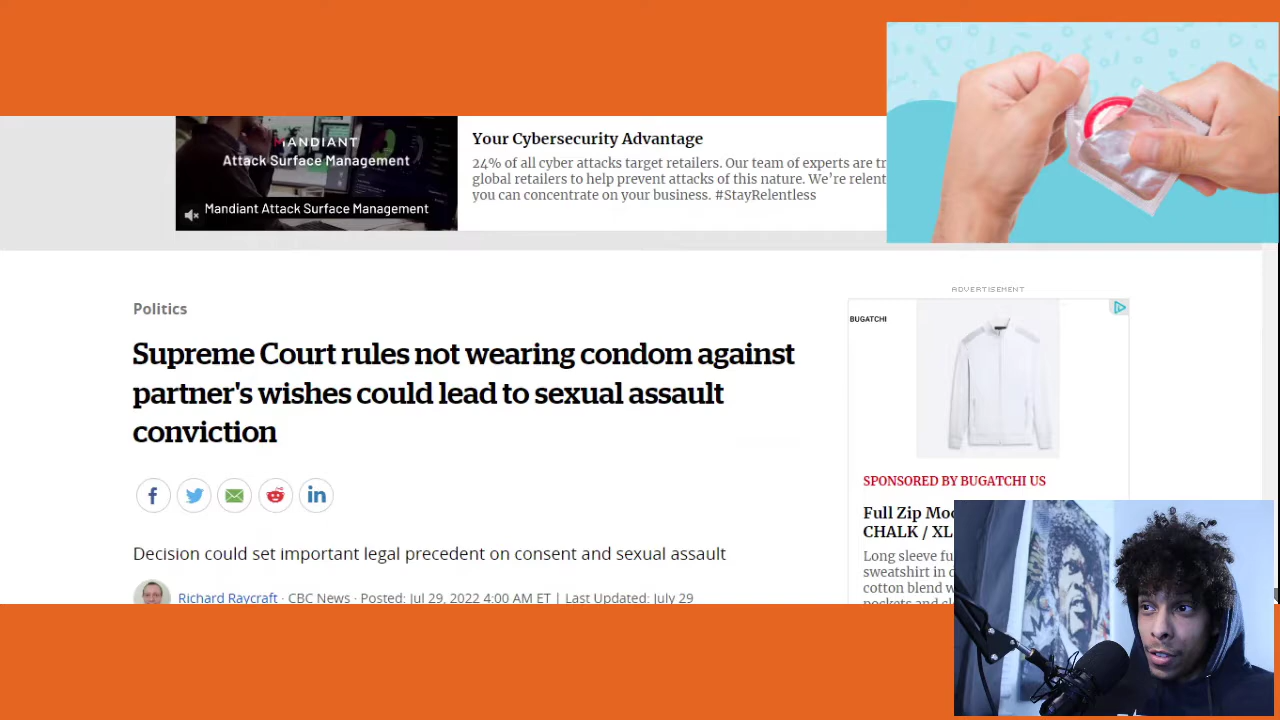 MANDIANT
Attack Surface Management
Mandiant Attack Surface Management
Your Cybersecurity Advantage
24% of all cyber attacks target retailers. Our team of experts are
global retailers to help prevent attacks of this nature. We're
you can concentrate on your business. #StayRelentless
Politics
Supreme Court rules not wearing condom against
partner's wishes could lead to sexual assault
conviction
Decision could set important legal precedent on consent and sexual assault
Richard Raycraft · CBC News · Posted: Jul 29, 2022 4:00 AM ET | Last Updated: July 29
ADVERTISEMENT
BUGATCHI
SPONSORED BY BUGATCHI US
Full Zip
CHALK / XL
Long sleeve
sweatshirt in
cotton blend
pockets and